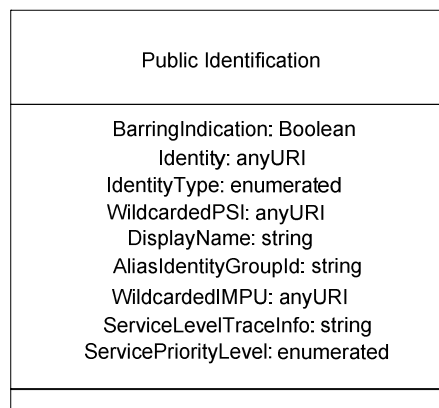 Public Identification
BarringIndication: Boolean
Identity: anyURI
IdentityType: enumerated
WildcardedPSI: anyURI
DisplayName: string
AliasIdentityGroupId: string
WildcardedIMPU: anyURI
ServiceLevelTraceInfo: string
ServicePriorityLevel: enumerated